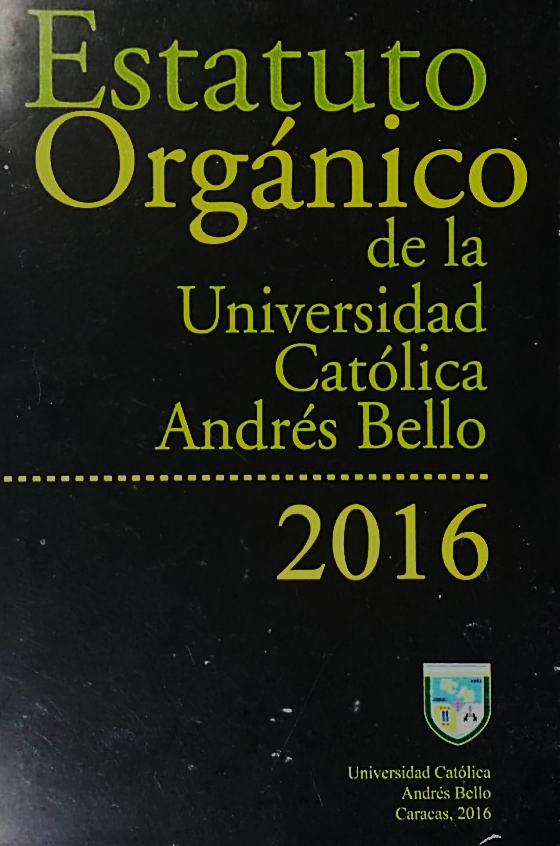 Estatuto
Orgánico
de la
Universidad
Católica
Andrés Bello
2016
Universidad Católica
Andrés Bello
Caracas, 2016